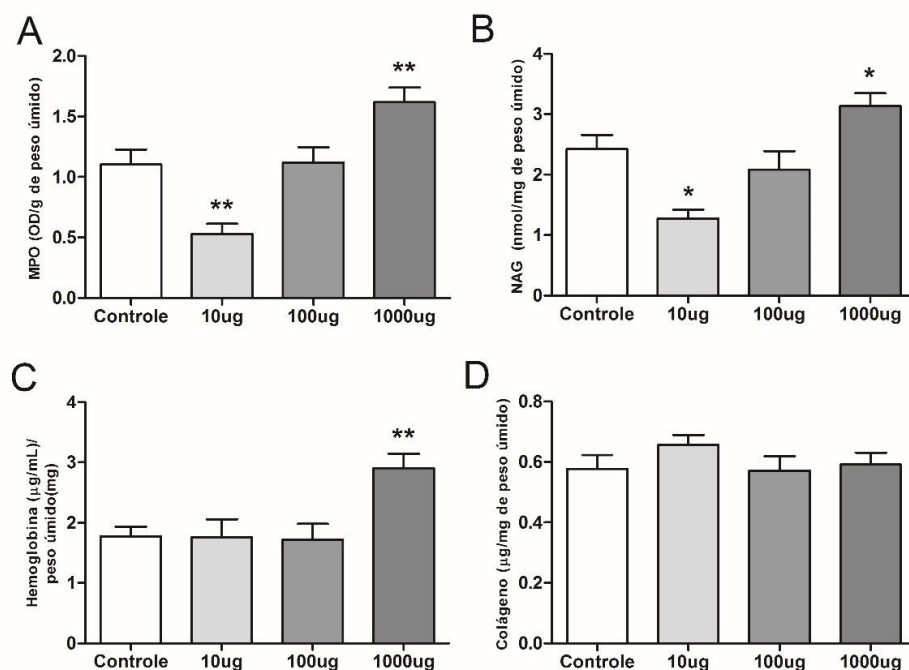 A
MPO (OD/g de peso úmido)
2.0
1.5
1.0
0.5
0.0
**
**
Controle 10ug 100ug 1000ug
B
NAG (nmol/mg de peso úmido)
4
3
2
1
0
*
*
Controle 10ug 100ug 1000ug
C
Hemoglobina (µg/mL)/
peso úmido(mg)
4
3
2
1
0
**
Controle 10ug 100ug 1000ug
D
Colágeno (µg/mg de peso úmido)
0.8
0.6
0.4
0.2
0.0
Controle 10ug 100ug 1000ug